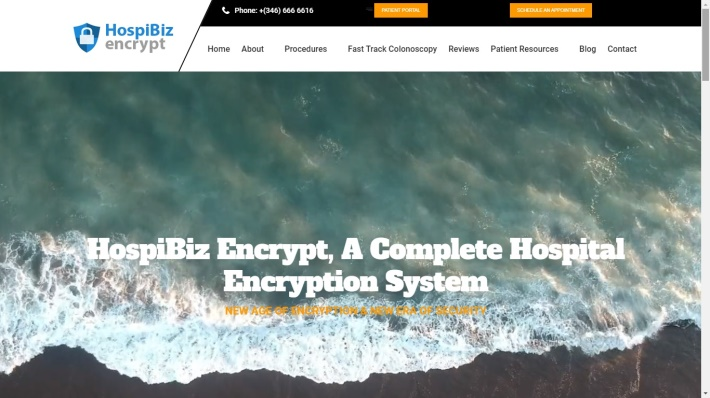 HospiBiz
encrypt
Phone: +(346) 666 6616
PATIENT PORTAL
SCHEDULE AN APPOINTMENT
Home About Procedures Fast Track Colonoscopy Reviews Patient Resources Blog Contact
HospiBiz Encrypt, A Complete Hospital
Encryption System
NEW AGE OF ENCRYPTION & NEW ERA OF SECURITY